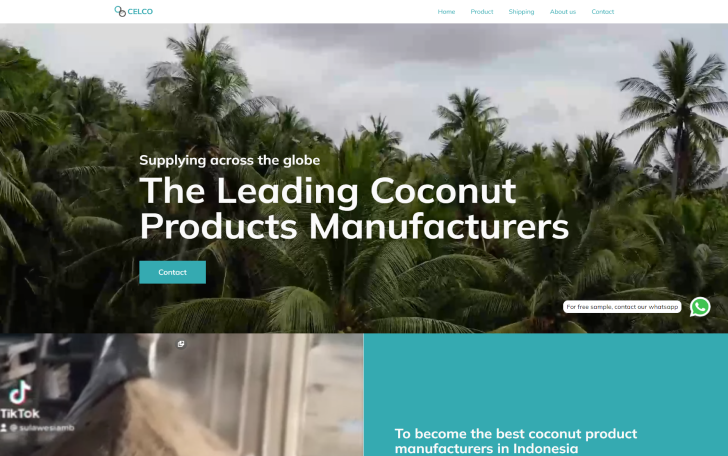 CELCO
Home Product Shipping About us Contact
Supplying across the globe
The Leading Coconut
Products Manufacturers
Contact
For free sample, contact our whatsapp
TikTok
@ sulawesiamb
To become the best coconut product
manufacturers in Indonesia